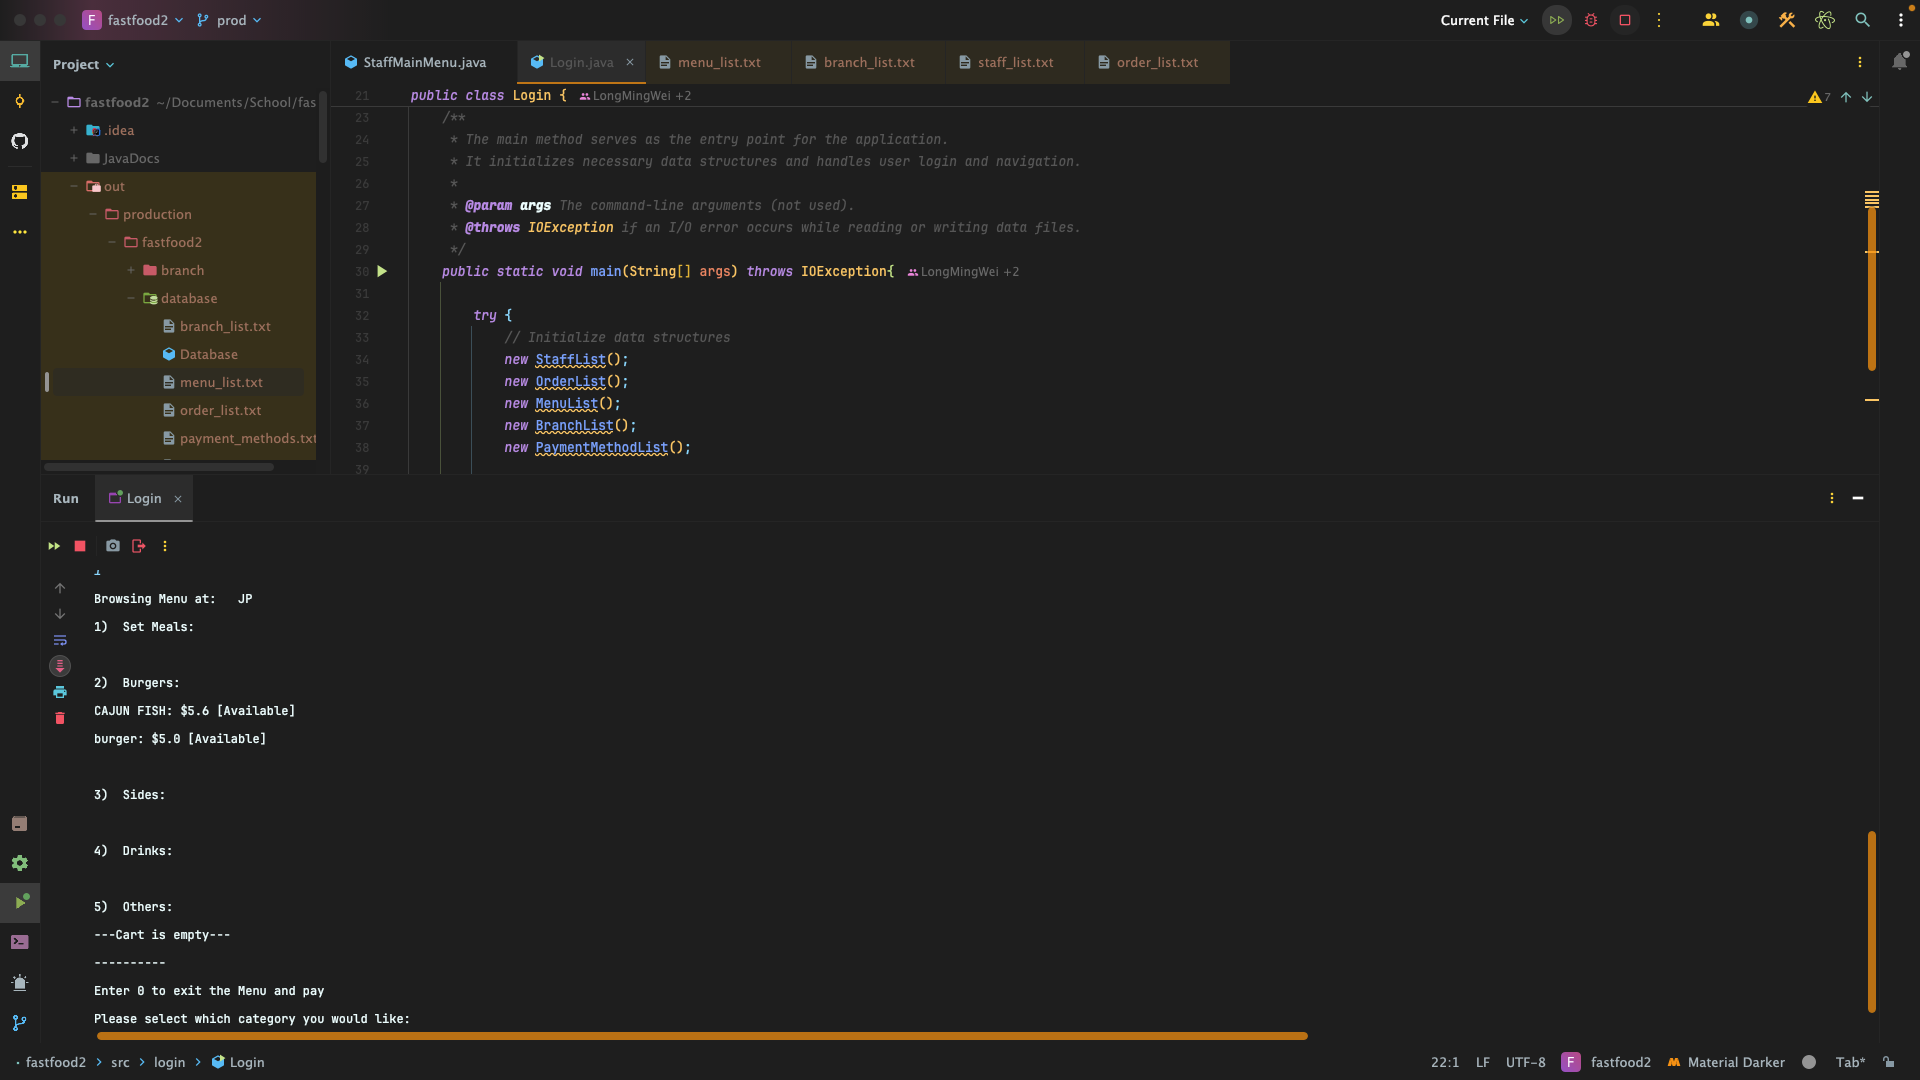 F fastfood2 prod Current File
Project
StaffMainMenu.java Login.java menu_list.txt branch_list.txt staff_list.txt order_list.txt
fastfood2 ~/Documents/School/fas
.idea
JavaDocs
out
production
fastfood2
branch
database
branch_list.txt
Database
menu_list.txt
order_list.txt
payment_methods.txt
21 public class Login { LongMingWei +2
7
23 /**
24 * The main method serves as the entry point for the application.
25 * It initializes necessary data structures and handles user login and navigation.
26 *
27 * @param args The command-line arguments (not used).
28 * @throws IOException if an I/O error occurs while reading or writing data files.
29 */
30 public static void main(String[] args) throws IOException{ LongMingWei +2
31
32 try {
33 // Initialize data structures
34 new StaffList();
35 new OrderList();
36 new MenuList();
37 new BranchList();
38 new PaymentMethodList();
39
Run Login
1
Browsing Menu at: JP
1) Set Meals:
2) Burgers:
CAJUN FISH: $5.6 [Available]
burger: $5.0 [Available]
3) Sides:
4) Drinks:
5) Others:
---Cart is empty---
----------
Enter 0 to exit the Menu and pay
Please select which category you would like:
fastfood2 > src > login > Login
22:1 LF UTF-8 F fastfood2 Material Darker Tab*